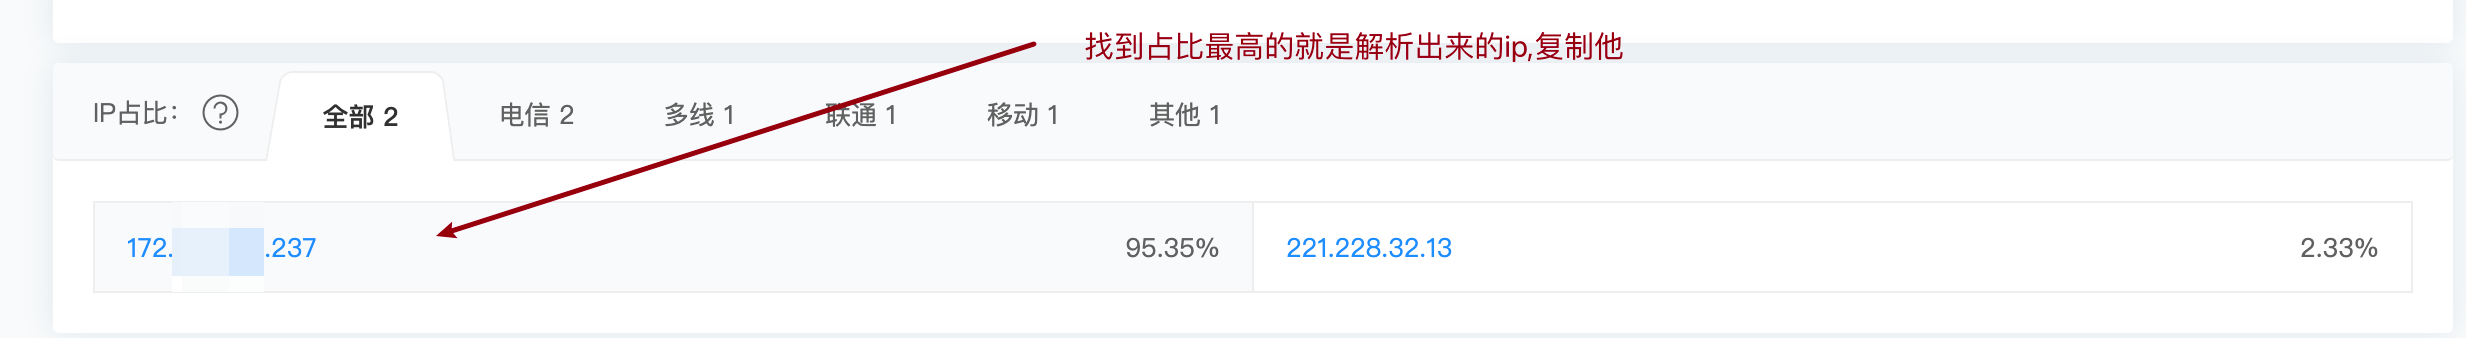 找到占比最高的就是解析出来的ip,复制他
IP占比： ? 全部 2 电信 2 多线 1 联通 1 移动 1 其他 1
172. .237 95.35% 221.228.32.13 2.33%